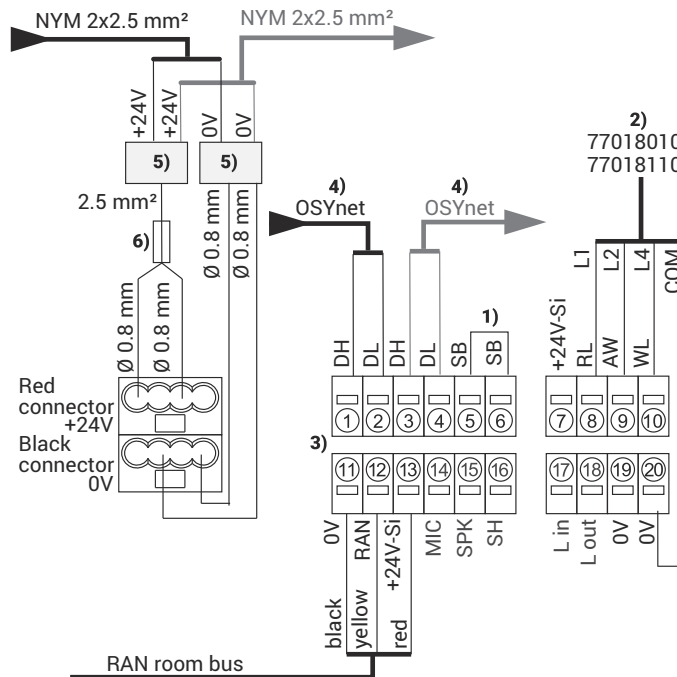 NYM 2x2.5 mm²
NYM 2x2.5 mm²
+24V
+24V
0V
0V
5)
5)
2.5 mm²
6)
Ø 0.8 mm
Ø 0.8 mm
Ø 0.8 mm
Ø 0.8 mm
Red
connector
+24V
Black
connector
0V
4)
OSYnet
4)
OSYnet
1)
DH
DL
DH
DL
SB
SB
1
2
3
4
5
6
3)
11
12
13
14
15
16
0V
RAN
+24V-Si
MIC
SPK
SH
black
yellow
red
RAN room bus
2)
77018010
77018110
L1
L2
L4
COM
+24V-Si
RL
AW
WL
7
8
9
10
17
18
19
20
L in
L out
0V
0V